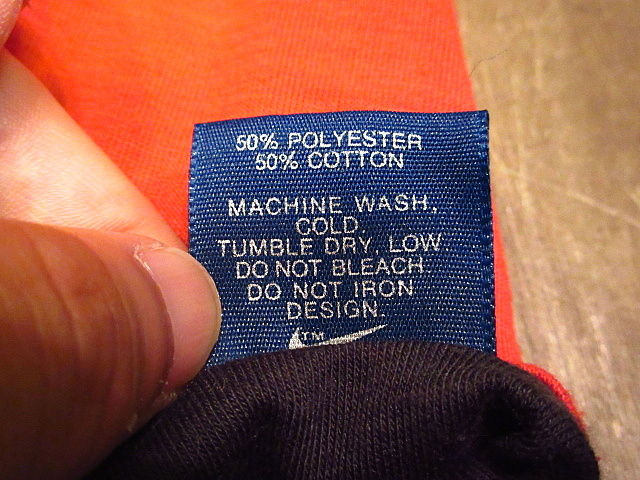 50% POLYESTER
50% COTTON
MACHINE WASH,
COLD.
TUMBLE DRY, LOW
DO NOT BLEACH
DO NOT IRON
DESIGN.
TM